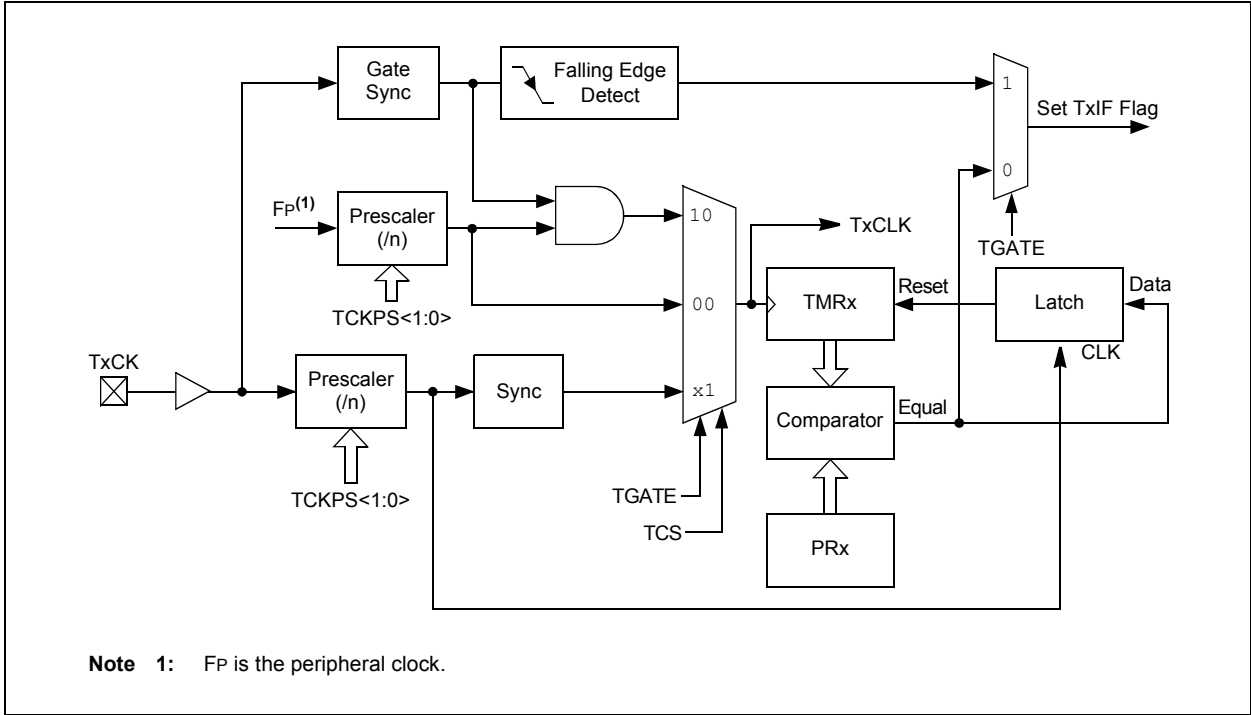 Gate
Sync
Falling Edge
Detect
1
Set TxIF Flag
0
FP(1)
Prescaler
(/n)
10
TxCLK
TGATE
TCKPS<1:0>
00
TMRx
Reset
Latch
Data
CLK
TxCK
Prescaler
(/n)
Sync
x1
Comparator
Equal
TCKPS<1:0>
TGATE
TCS
PRx
Note 1: FP is the peripheral clock.